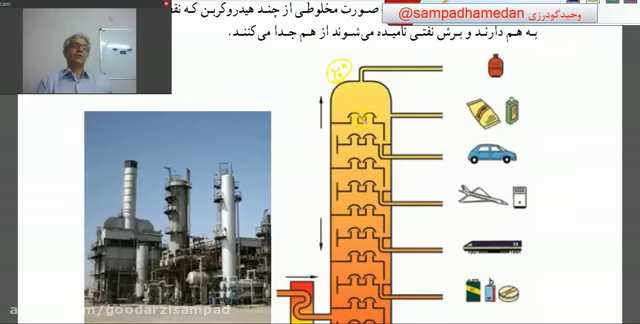 صورت مخلوطی از چند هیدروکربن که
وحیدگودرزی @sampadhamedan
به هم دارند و برش نفتی نامیده می‌شوند از هم جدا می‌کنند.
۲۰°